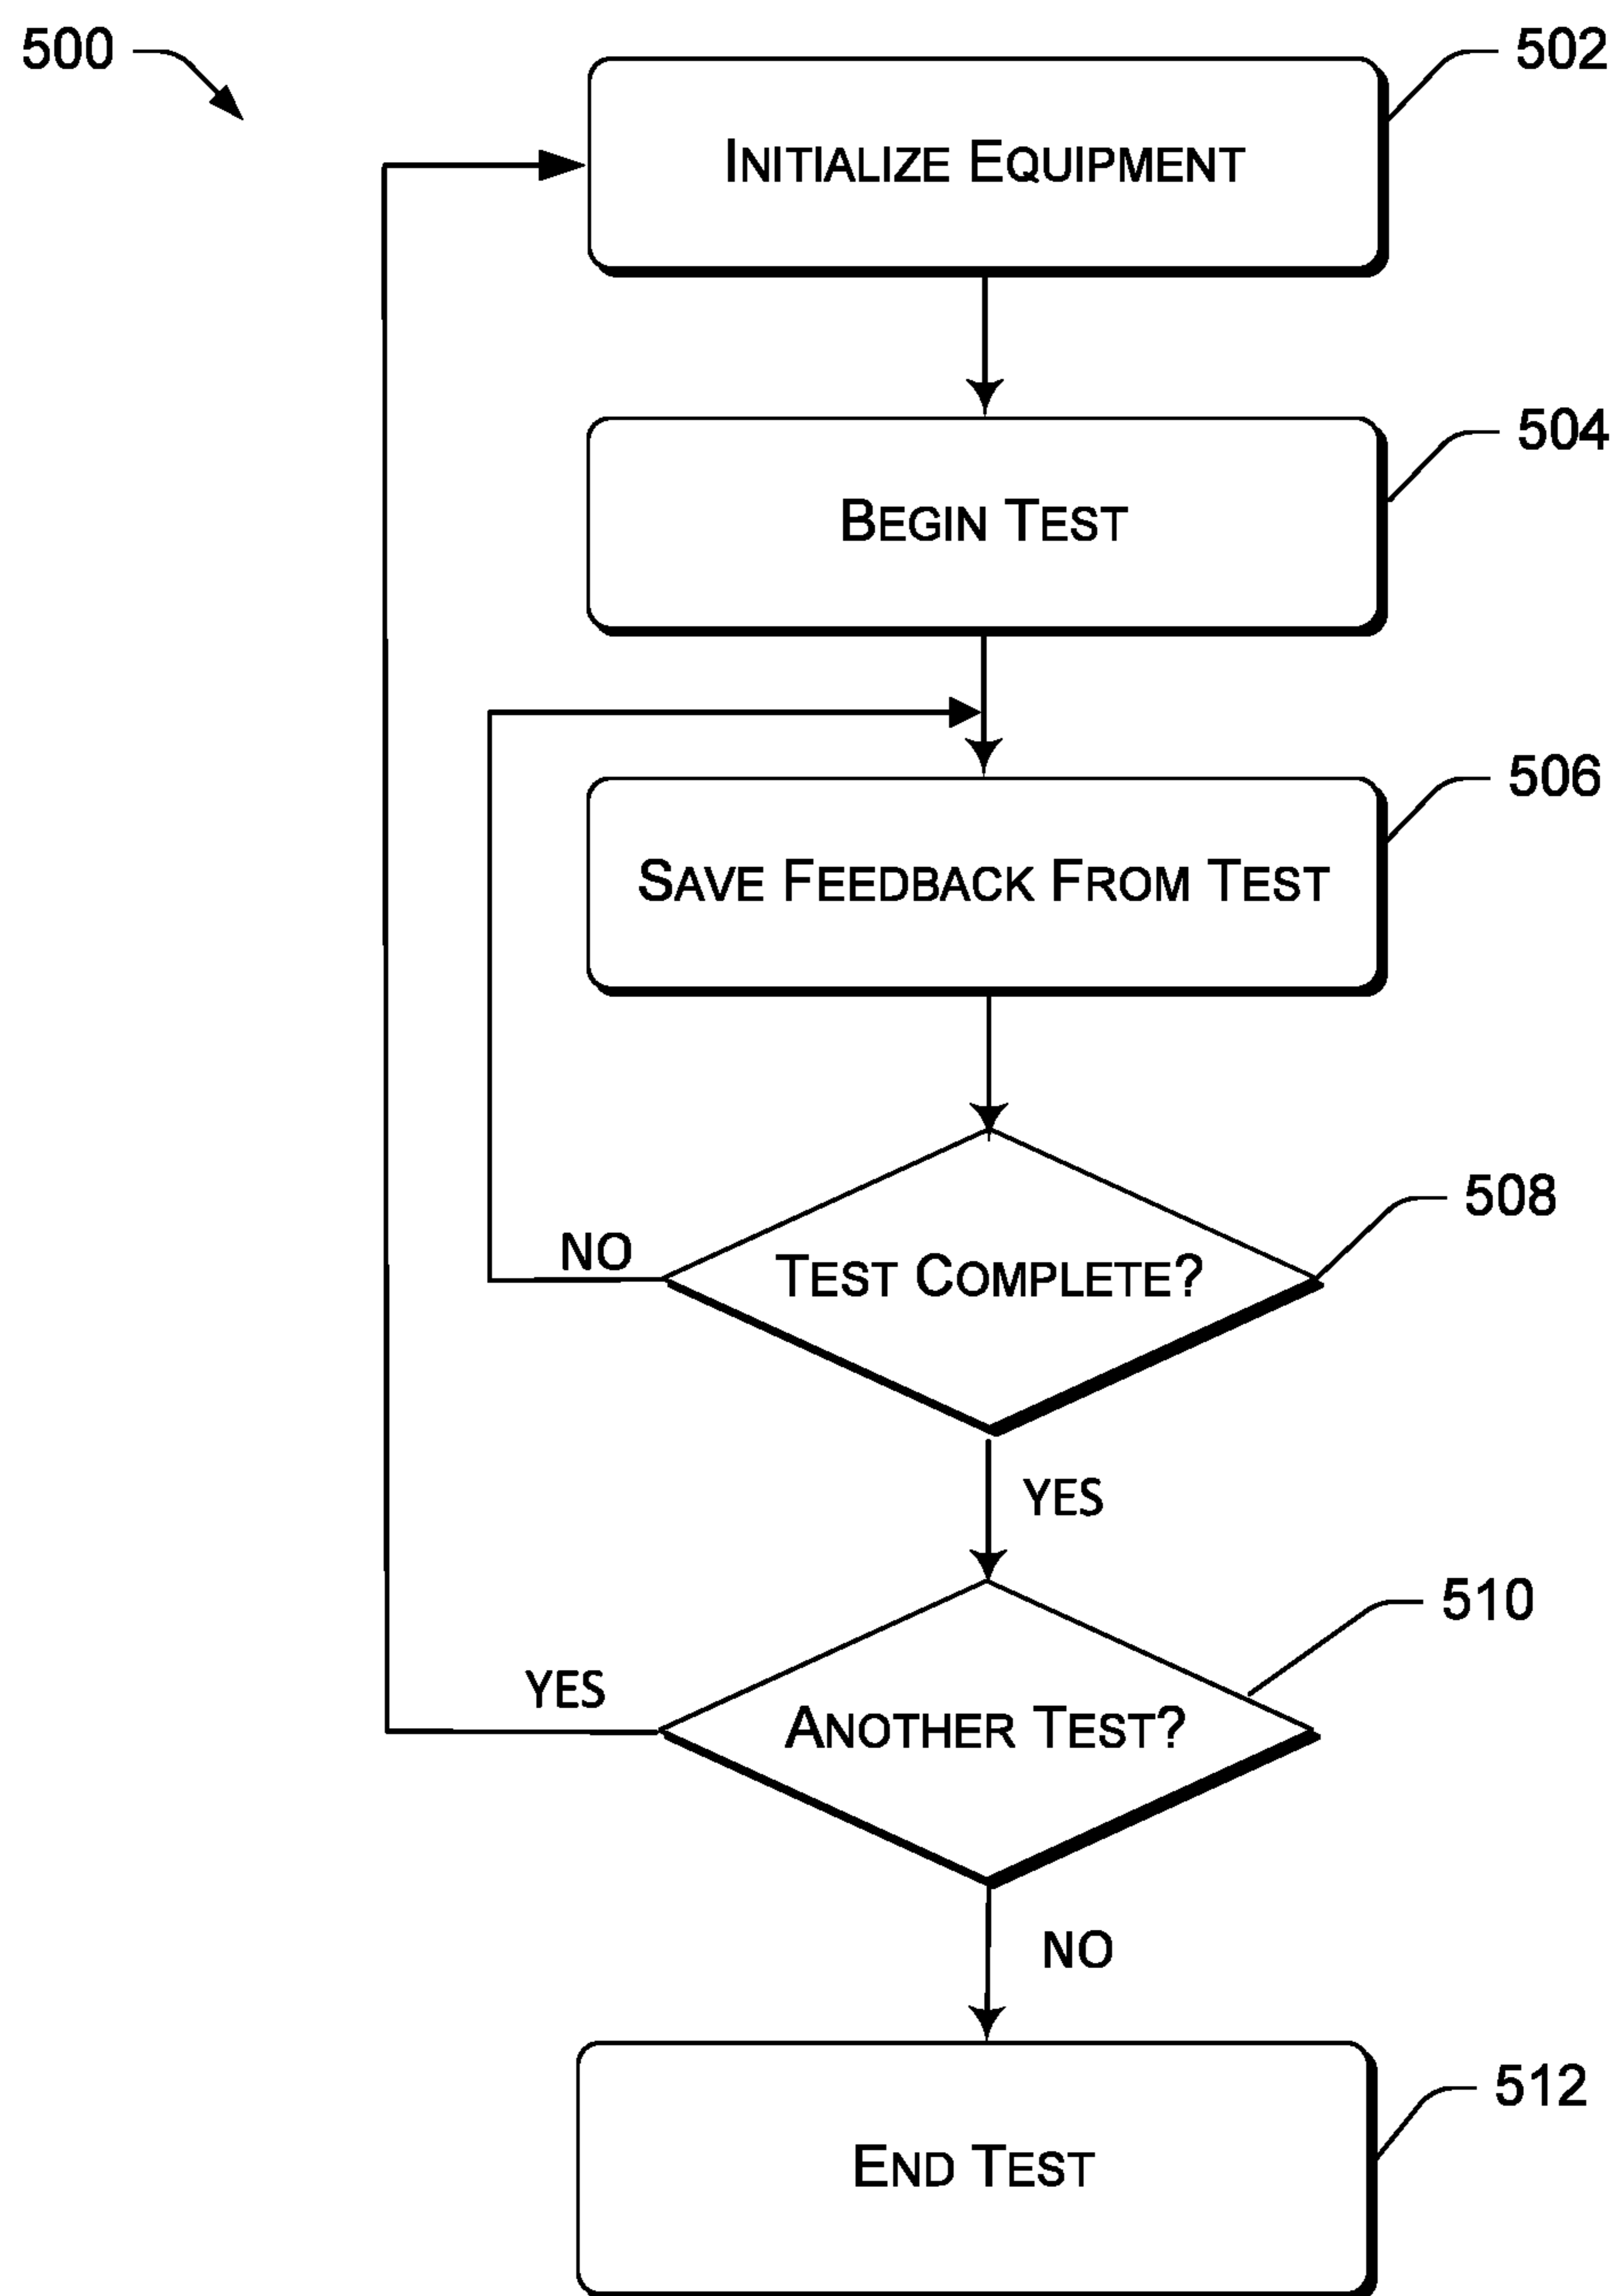 500
502
INITIALIZE EQUIPMENT
504
BEGIN TEST
506
SAVE FEEDBACK FROM TEST
508
NO
TEST COMPLETE?
YES
510
YES
ANOTHER TEST?
NO
512
END TEST